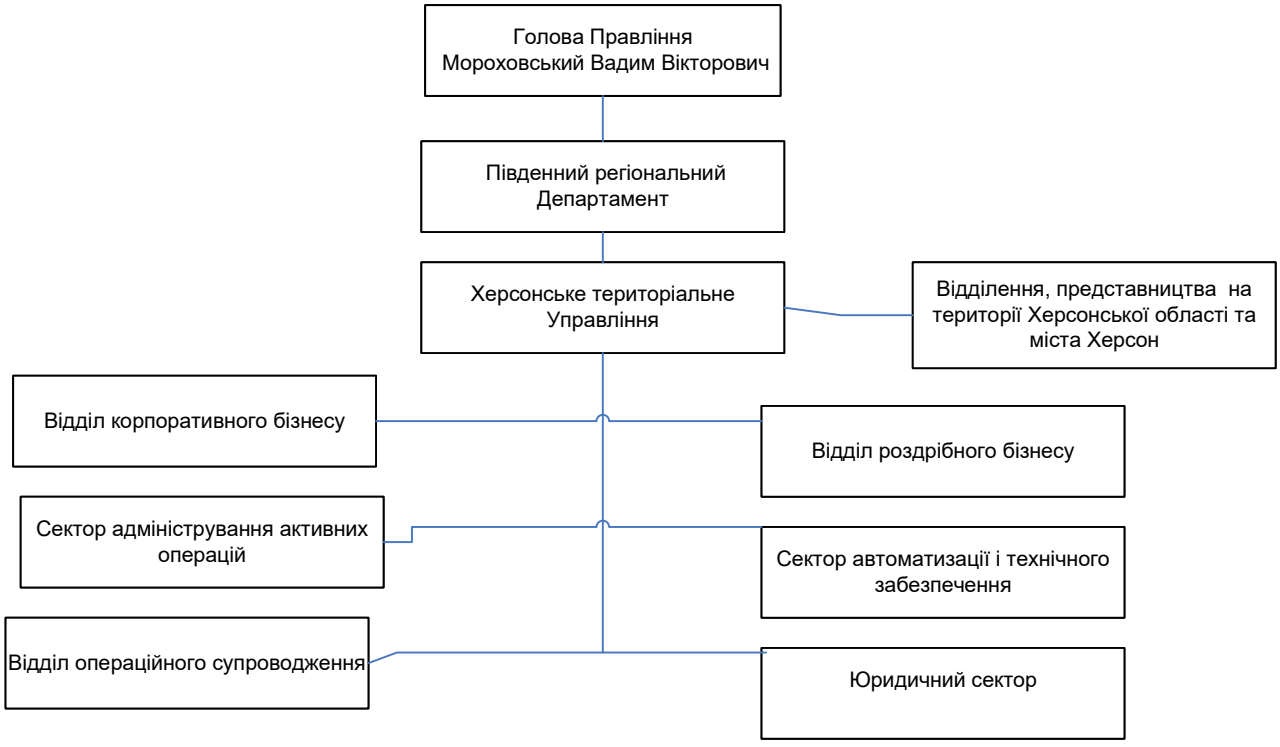 Голова Правління
Мороховський Вадим Вікторович
Південний регіональний
Департамент
Херсонське територіальне
Управління
Відділення, представництва на
території Херсонської області та
міста Херсон
Відділ корпоративного бізнесу
Відділ роздрібного бізнесу
Сектор адміністрування активних
операцій
Сектор автоматизації і технічного
забезпечення
Відділ операційного супроводження
Юридичний сектор